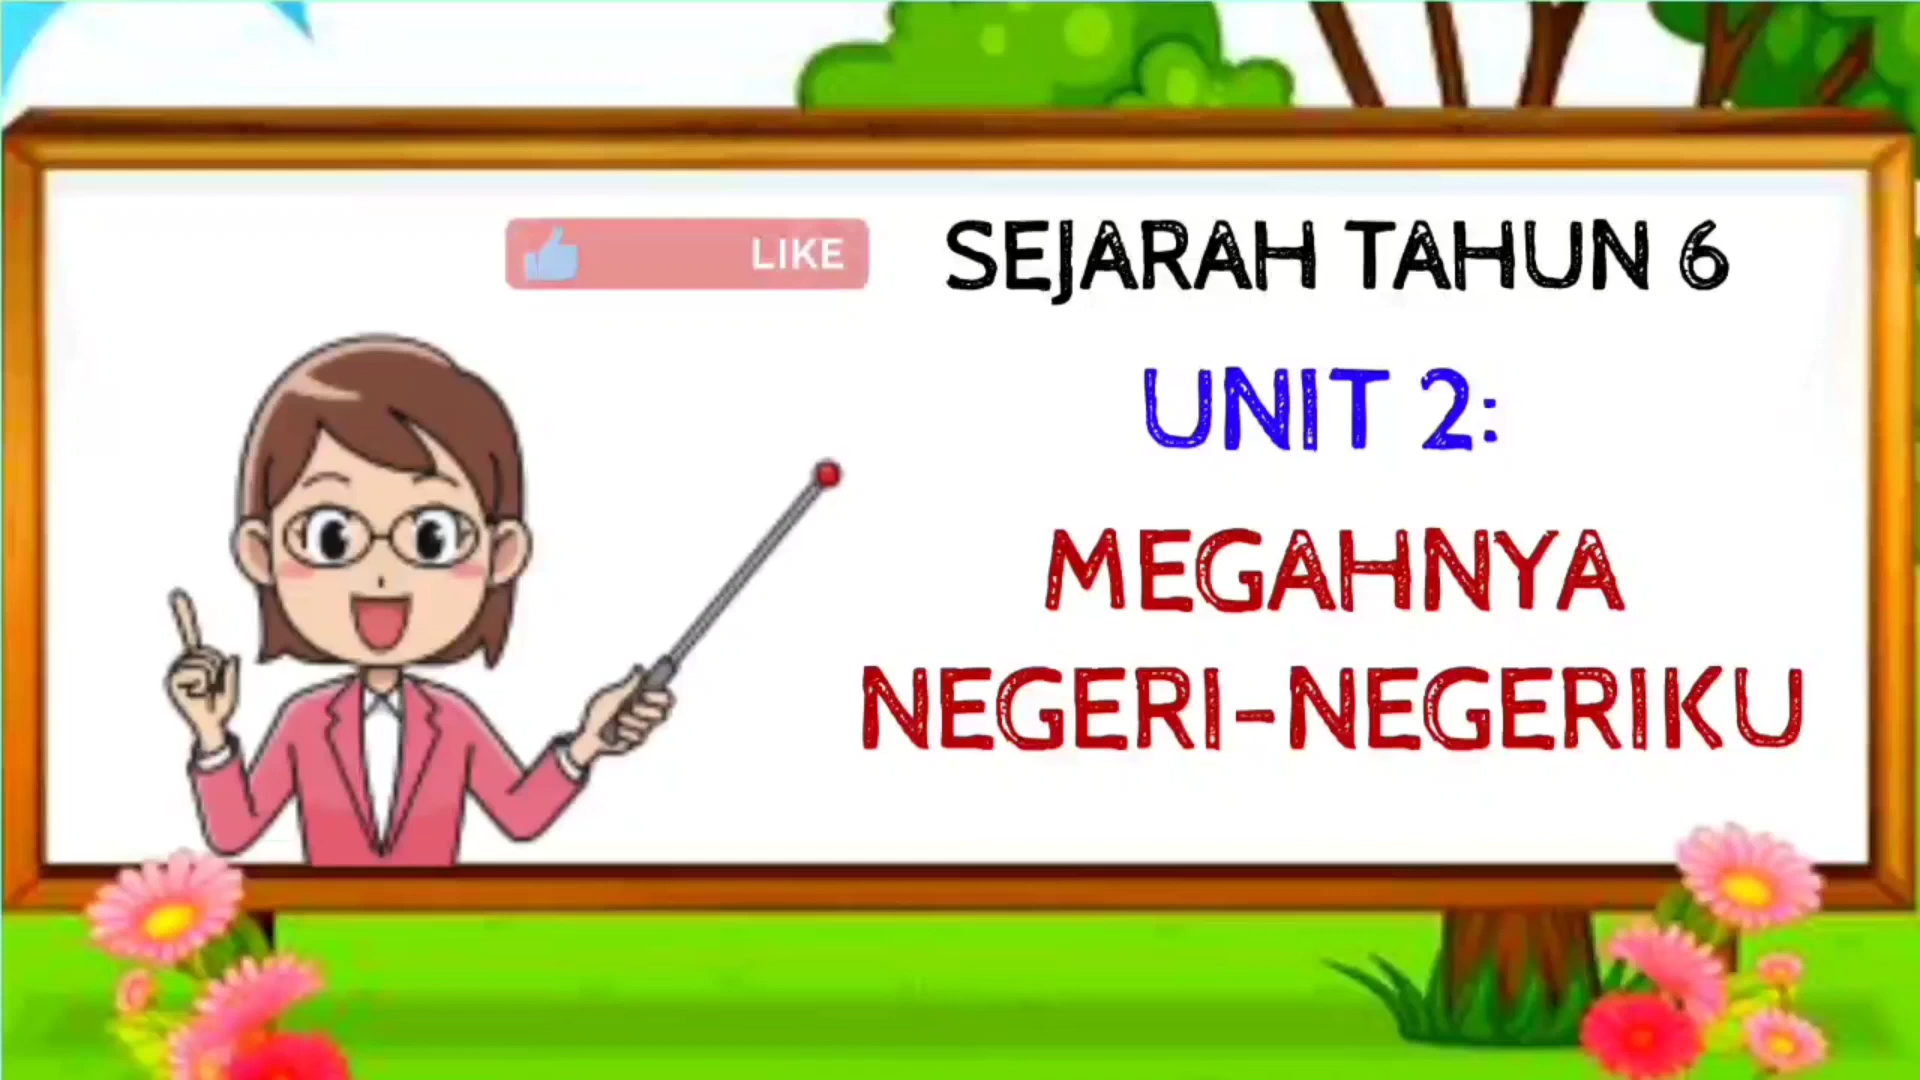 LIKE
SEJARAH TAHUN 6
UNIT 2:
MEGAHNYA
NEGERI-NEGERIKU